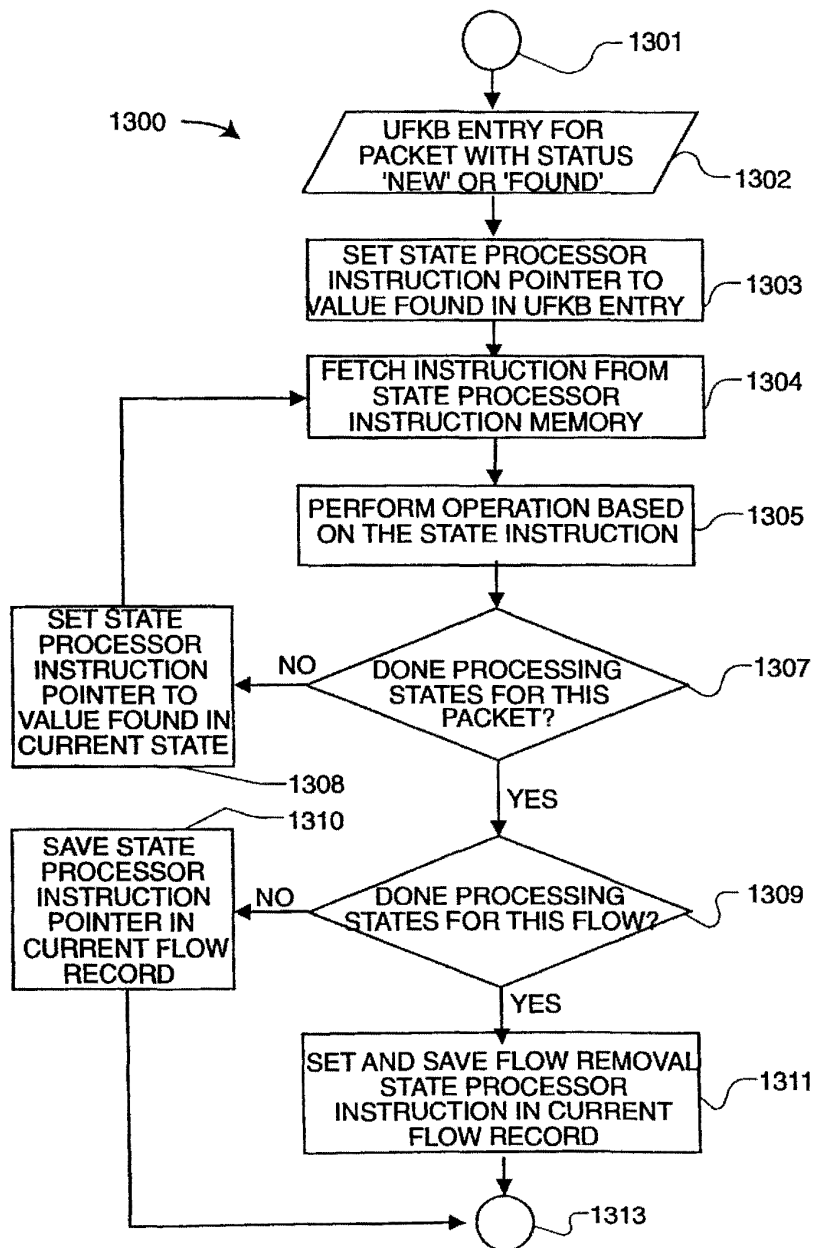 1301
1300
UFKB ENTRY FOR
PACKET WITH STATUS
'NEW' OR 'FOUND'
1302
SET STATE PROCESSOR
INSTRUCTION POINTER TO
VALUE FOUND IN UFKB ENTRY
1303
FETCH INSTRUCTION FROM
STATE PROCESSOR
INSTRUCTION MEMORY
1304
PERFORM OPERATION BASED
ON THE STATE INSTRUCTION
1305
DONE PROCESSING
STATES FOR THIS
PACKET?
1307
NO
SET STATE
PROCESSOR
INSTRUCTION
POINTER TO
VALUE FOUND IN
CURRENT STATE
1308
YES
DONE PROCESSING
STATES FOR THIS FLOW?
1309
NO
1310
SAVE STATE
PROCESSOR
INSTRUCTION
POINTER IN
CURRENT FLOW
RECORD
YES
SET AND SAVE FLOW REMOVAL
STATE PROCESSOR
INSTRUCTION IN CURRENT
FLOW RECORD
1311
1313